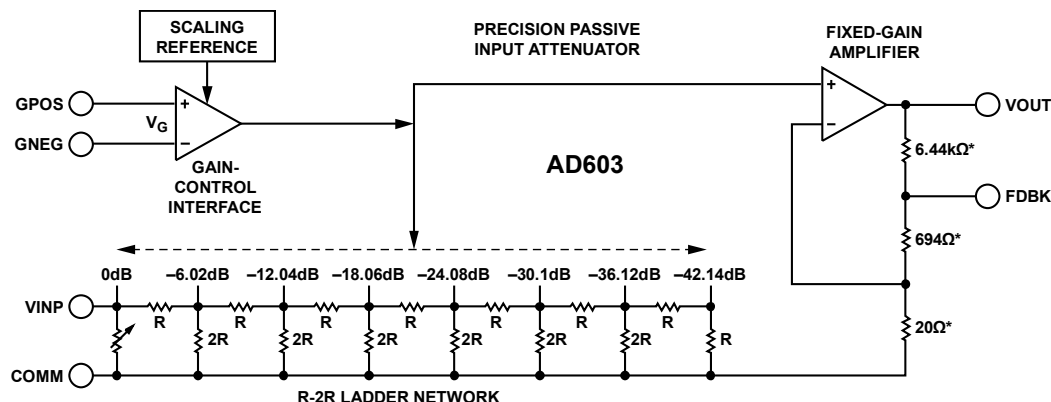 SCALING
REFERENCE
PRECISION PASSIVE
INPUT ATTENUATOR
FIXED-GAIN
AMPLIFIER
GPOS
+
VG
GNEG
–
GAIN-
CONTROL
INTERFACE
+
–
VOUT
6.44kΩ*
AD603
FDBK
694Ω*
0dB –6.02dB –12.04dB –18.06dB –24.08dB –30.1dB –36.12dB –42.14dB
VINP
R R R R R R R
20Ω*
2R 2R 2R 2R 2R 2R R
COMM
R-2R LADDER NETWORK